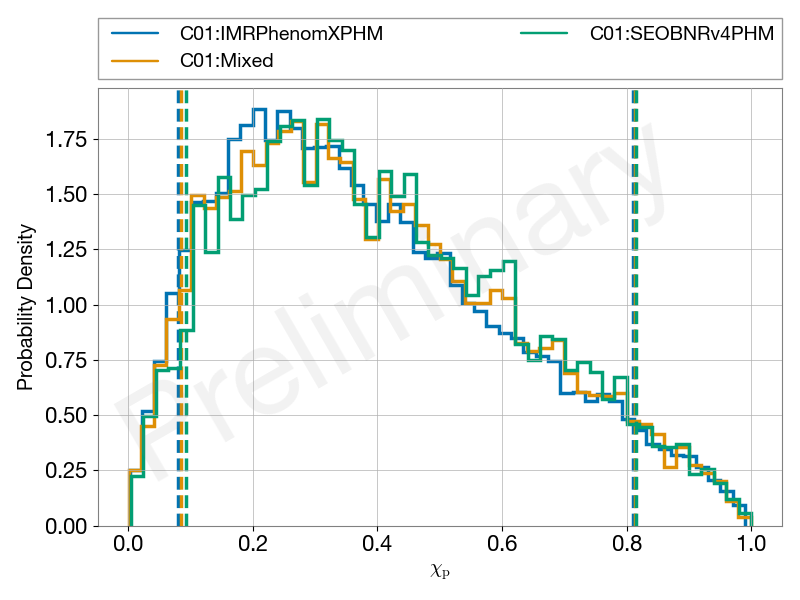 C01:IMRPhenomXPHM
C01:Mixed
C01:SEOBNRv4PHM
Preliminary
Probability Density
1.75
1.50
1.25
1.00
0.75
0.50
0.25
0.00
0.0 0.2 0.4 0.6 0.8 1.0
χp